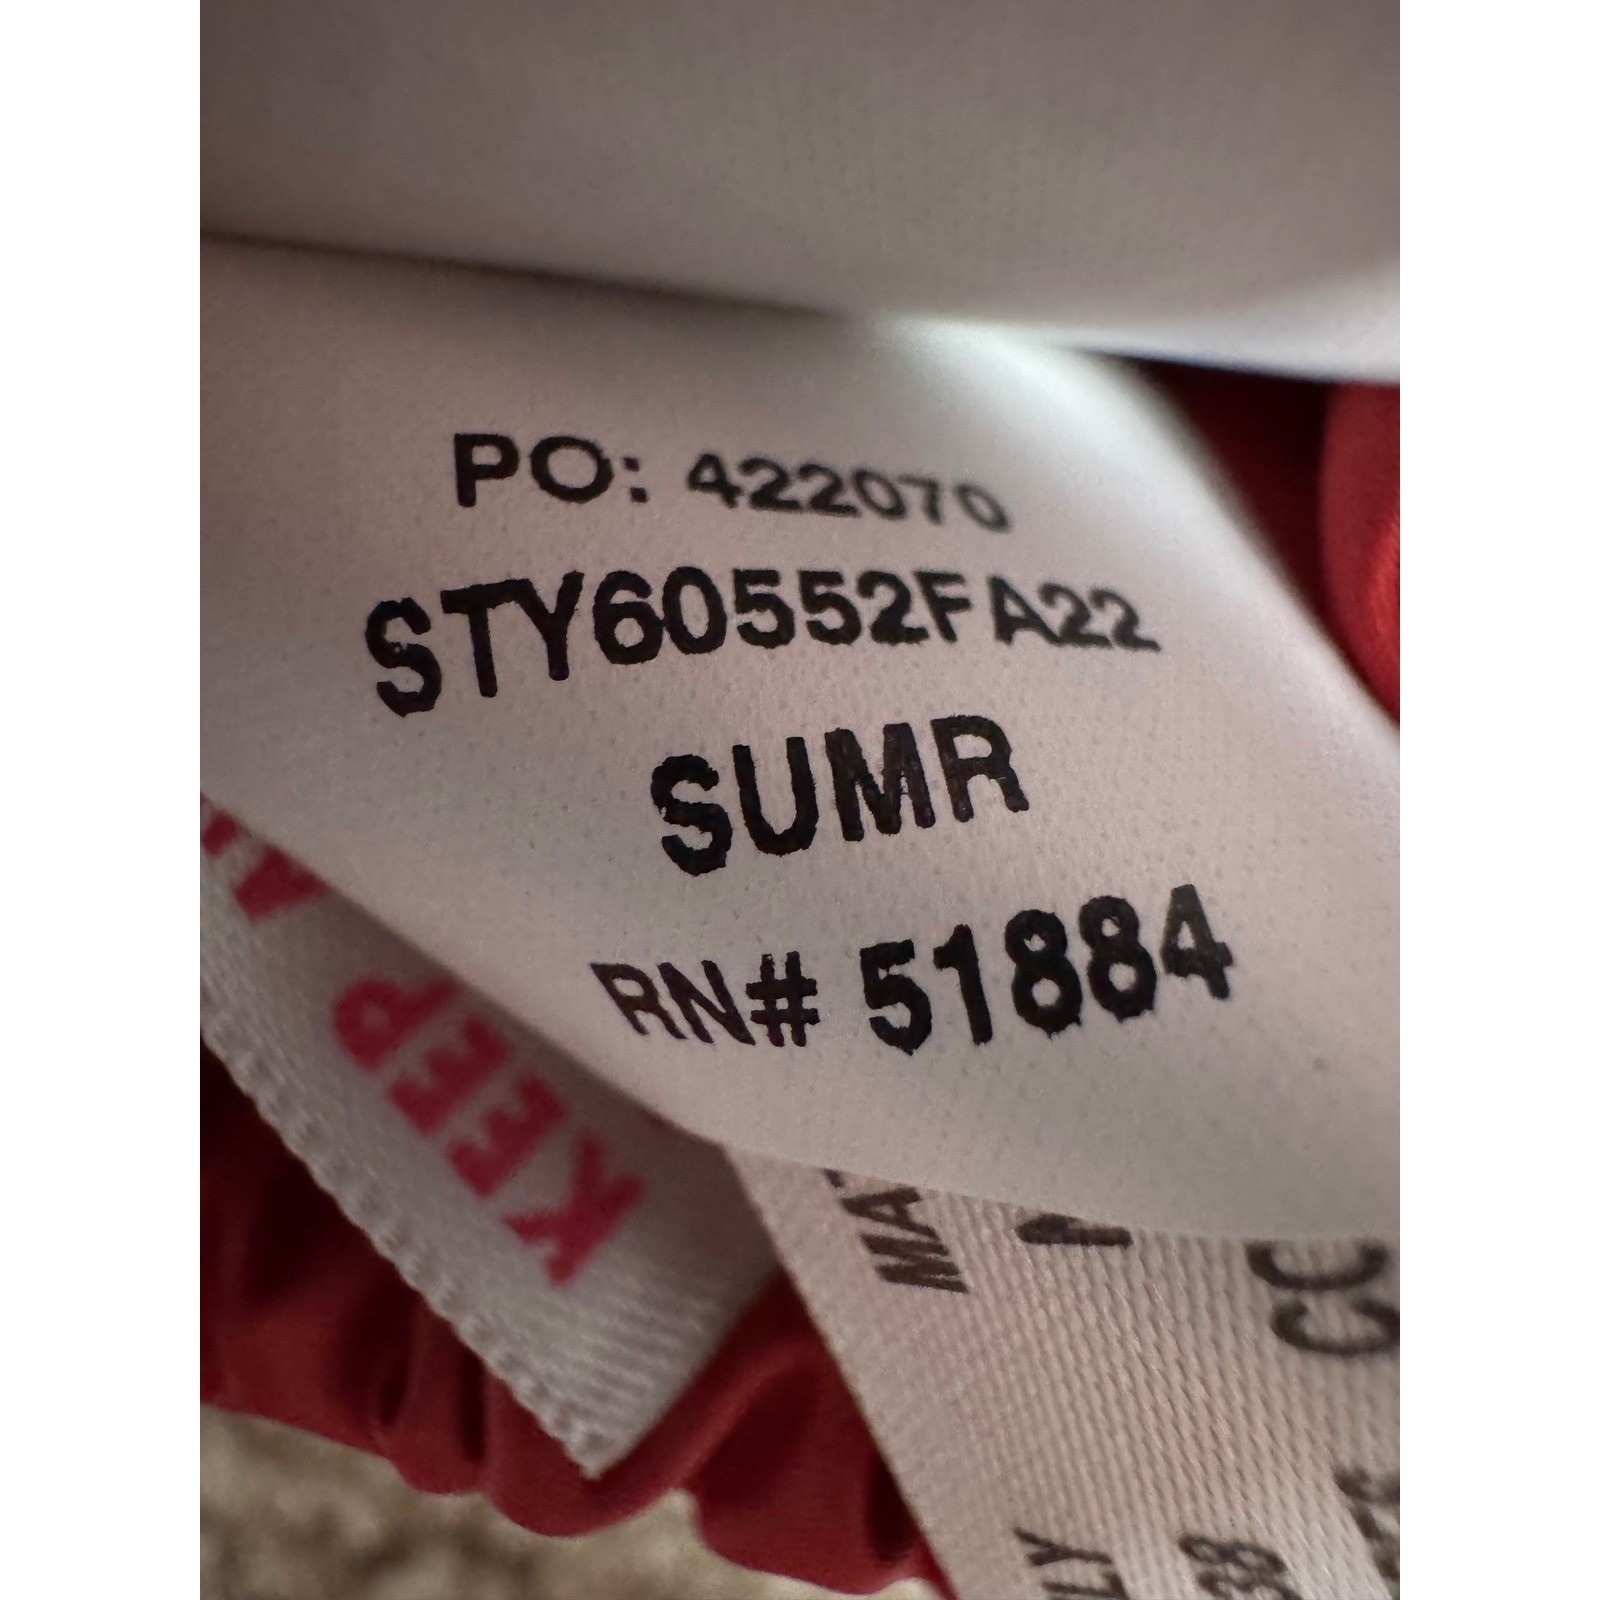 PO: 422070
STY60552FA22
SUMR
RN# 51884
KEEP